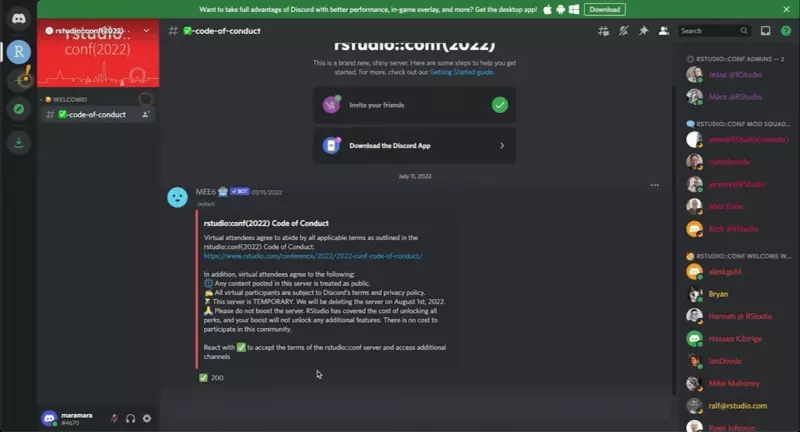 Want to take full advantage of Discord with better performance, in-game overlay, and more? Get the desktop app!
Download
rstudio::conf(2022)
-code-of-conduct
Search
rstudio::
conf(2022)
rstudio::conf(2022)
This is a brand new, shiny server. Here are some steps to help you get
started. For more, check out our Getting Started guide.
R
WELCOME!
✅-code-of-conduct
Invite your friends
Download the Discord App
July 11, 2022
MEE6 BOT 07/11/2022
(edited)
rstudio:conf(2022) Code of Conduct
Virtual attendees agree to abide by all applicable terms as outlined in the
rstudio::conf(2022) Code of Conduct:
https://www.rstudio.com/conference/2022/2022-conf-code-of-conduct/
In addition, virtual attendees agree to the following:
🌐 Any content posted in this server is treated as public.
✍️ All virtual participants are subject to Discord's terms and privacy policy.
⏳ This server is TEMPORARY. We will be deleting the server on August 1st, 2022.
🙏 Please do not boost the server. RStudio has covered the cost of unlocking all
perks, and your boost will not unlock any additional features. There is no cost to
participate in this community.
React with ✅ to accept the terms of the rstudio::conf server and access additional
channels
✅ 200
RSTUDIO::CONF ADMINS — 2
Jesse @RStudio
Mara @RStudio
RSTUDIO::CONF MOD SQUAD...
Max Kuhn
Rich @RStudio
RSTUDIO::CONF WELCOME W...
alexkgold
Bryan
Hannah @ RStudio
Hassan Kibirige
IanDinnie
Mike Mahoney
ralf@rstudio.com
Ryan Johnson
maramara
#4670